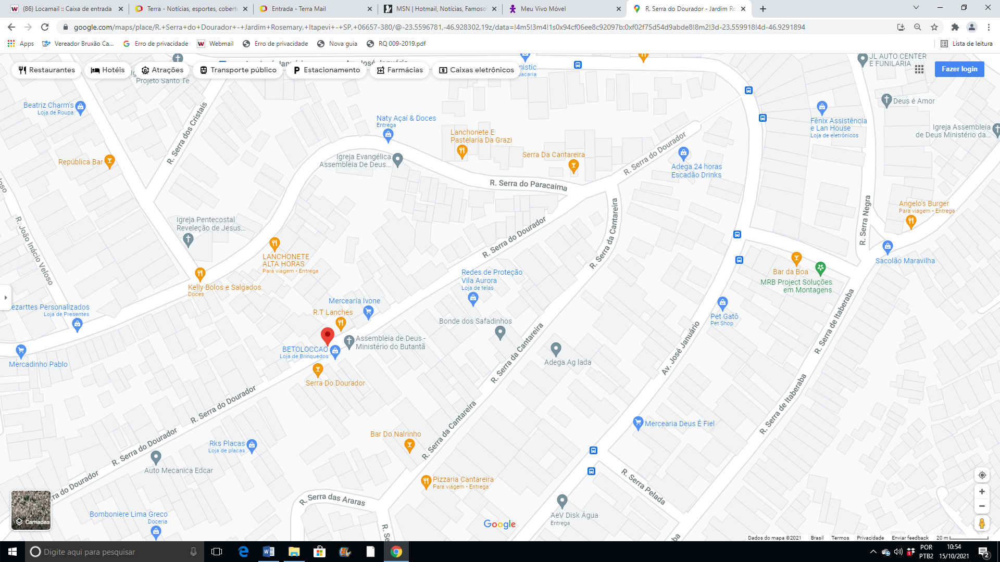 (86) Locamail :: Caixa de entrada
Terra - Notícias, esportes, cobert
Entrada - Terra Mail
MSN | Hotmail, Notícias, Famoso
Meu Vivo Móvel
R. Serra do Dourador - Jardim Ro
google.com/maps/place/R.+Serra+do+Dourador+-+Jardim+Rosemary,+Itapevi+-+SP,+06657-380/@-23.5596781,-46.928302,19z/data=!4m5!3m4!1s0x94cf06ee8c92097b:0xf02f75d54d9abde8!8m2!3d-23.559918!4d-46.9291894
Apps
Vereador Bruxão Ca...
Erro de privacidade
Webmail
Erro de privacidade
Nova guia
RQ 009-2019.pdf
Lista de leitura
Restaurantes
Hotéis
Atrações
Transporte público
Estacionamento
Farmácias
Caixas eletrônicos
Fazer login
Projeto Santo Te
mistic
JL AUTO CENTER
E FUNILARIA
Beatriz Charm's
Loja de Roupa
R. Serra dos Cristais
Naty Açaí & Doces
Entrega
Lanchonete E
Pastelaria Da Grazi
Deus é Amor
Fênix Assistência
e Lan House
Loja de eletrônicos
Igreja Assembleia
de Deus Ministério da...
República Bar
Igreja Evangélica
Assembleia De Deus...
Serra Da Cantareira
R. Serra do Dourador
Adega 24 horas
Escadão Drinks
R. Serra do Paracaima
R. Serra da Cantareira
R. Serra Negra
Angelo's Burger
Para viagem • Entrega
R. João Inácio Veloso
Igreja Pentecostal
Reveleção de Jesus...
R. Serra do Dourador
LANCHONETE
ALTA HORAS
Para viagem • Entrega
Sacolão Maravilha
Bar da Boa
MRB Project Soluções
em Montagens
Redes de Proteção
Vila Aurora
Loja de telas
Kelly Bolos e Salgados
Doces
Mercearia Ivone
R.T Lanches
ezarttes Personalizados
Loja de Presentes
Bonde dos Safadinhos
Pet Gatô
Pet Shop
R. Serra de Itaberaba
Assembleia de Deus -
Ministério do Butantã
BETOLOCCAO
Loja de Brinquedos
R. Serra da Cantareira
Adega Ag lada
Av. José Januário
Mercadinho Pablo
Serra Do Dourador
R. Serra do Dourador
R. Serra de Itaberaba
Mercearia Deus É Fiel
R. Serra da Cantareira
Bar Do Nalrinho
Rks Placas
Loja de placas
R. Serra do Dourador
Auto Mecanica Edcar
Pizzaria Cantareira
Para viagem • Entrega
R. Serra Pelada
R. Serra das Araras
AeV Disk Água
Entrega
Bomboniere Lima Greco
Doceria
Camadas
Google
Dados do mapa ©2021
Brasil
Termos
Privacidade
Enviar feedback
20 m
Digite aqui para pesquisar
POR
PTB2
10:54
15/10/2021
2